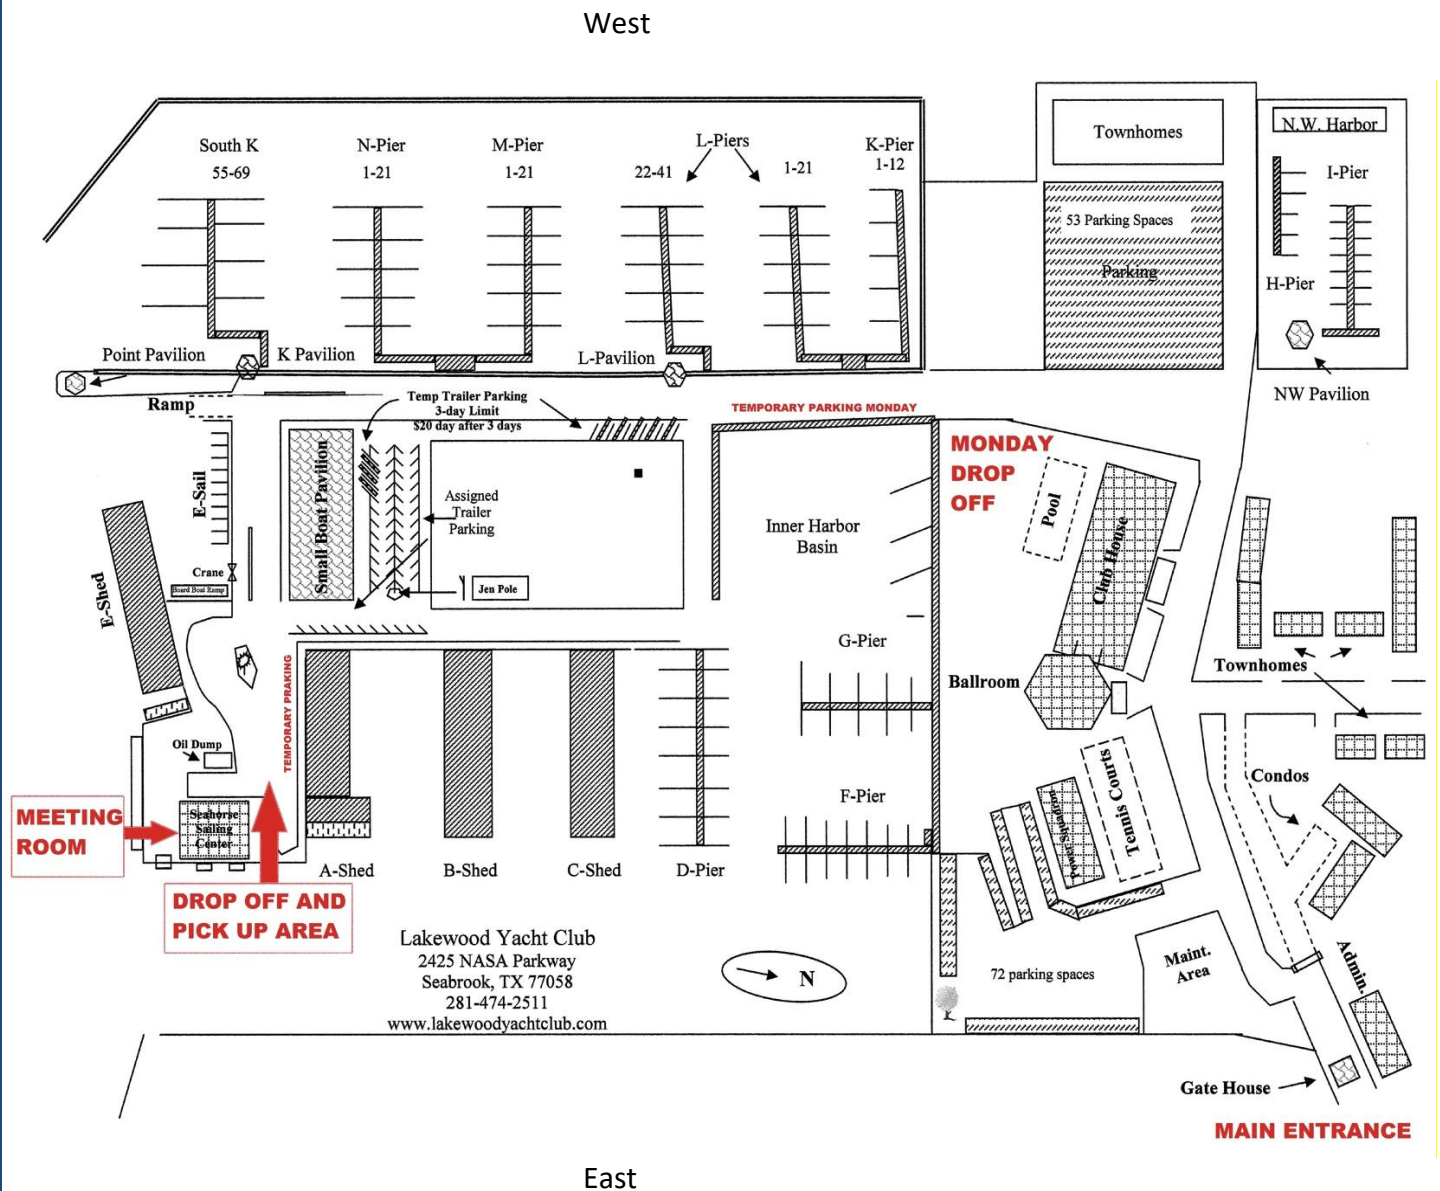 West
Townhomes
N.W. Harbor
South K
55-69
N-Pier
1-21
M-Pier
1-21
L-Piers
22-41
1-21
K-Pier
1-12
I-Pier
53 Parking Spaces
Parking
H-Pier
Point Pavilion
K Pavilion
L-Pavilion
NW Pavilion
Ramp
Temp Trailer Parking
3-day Limit
$20 day after 3 days
TEMPORARY PARKING MONDAY
MONDAY
DROP
OFF
E-Sail
Small Boat Pavilion
Assigned
Trailer
Parking
Inner Harbor
Basin
Pool
Club House
Crane
Board Boat Ramp
Jen Pole
E-Shed
G-Pier
Townhomes
Ballroom
TEMPORARY PRAKING
Oil Dump
Condos
Tennis Courts
Power Squadrim
F-Pier
MEETING
ROOM
Seahorse
Sailing
Center
A-Shed
B-Shed
C-Shed
D-Pier
DROP OFF AND
PICK UP AREA
Lakewood Yacht Club
2425 NASA Parkway
Seabrook, TX 77058
281-474-2511
www.lakewoodyachtclub.com
N
72 parking spaces
Maint.
Area
Admin.
Gate House
MAIN ENTRANCE
East